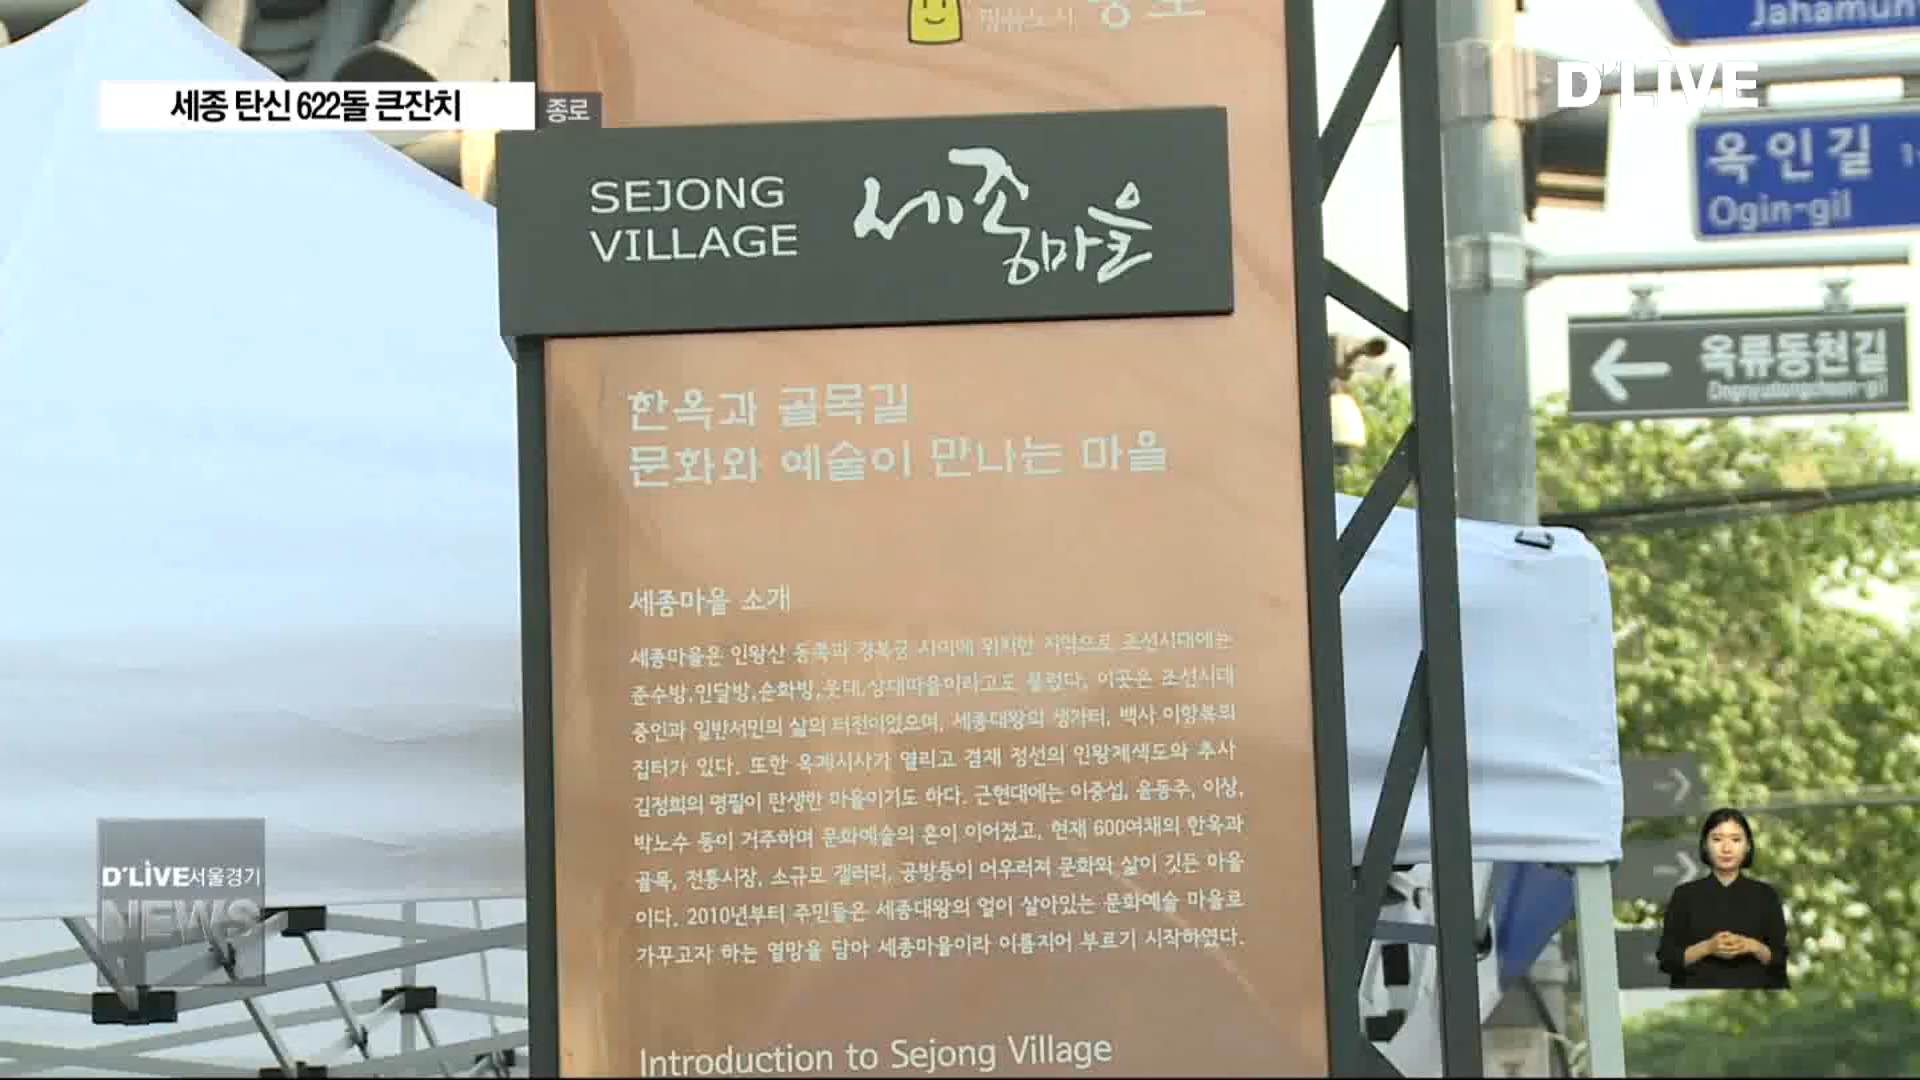 종로
Jahamun
D'LIVE
세종 탄신 622돌 큰잔치
종로
옥인길
Ogin-gil
SEJONG
VILLAGE
세종마을
옥류동천길
Ongnyudongcheon-gil
한옥과 골목길
문화와 예술이 만나는 마을
세종마을 소개
세종마을은 인왕산 동쪽과 경복궁 사이에 위치한 지역으로 조선시대에는
준수방,인달방,순화방,웃대,상대마을이라고도 불렀다. 이곳은 조선시대
중인과 일반서민의 삶의 터전이었으며, 세종대왕의 생가터, 백사 이항복의
집터가 있다. 또한 옥계시사가 열리고 겸재 정선의 인왕제색도와 추사
김정희의 명필이 탄생한 마을이기도 하다. 근현대에는 이중섭, 윤동주, 이상,
박노수 등이 거주하며 문화예술의 혼이 이어졌고, 현재 600여채의 한옥과
골목, 전통시장, 소규모 갤러리, 공방등이 어우러져 문화와 삶이 깃든 마을
이다. 2010년부터 주민들은 세종대왕의 얼이 살아있는 문화예술 마을로
가꾸고자 하는 열망을 담아 세종마을이라 이름지어 부르기 시작하였다.
D'LIVE서울경기
NEWS
Introduction to Sejong Village